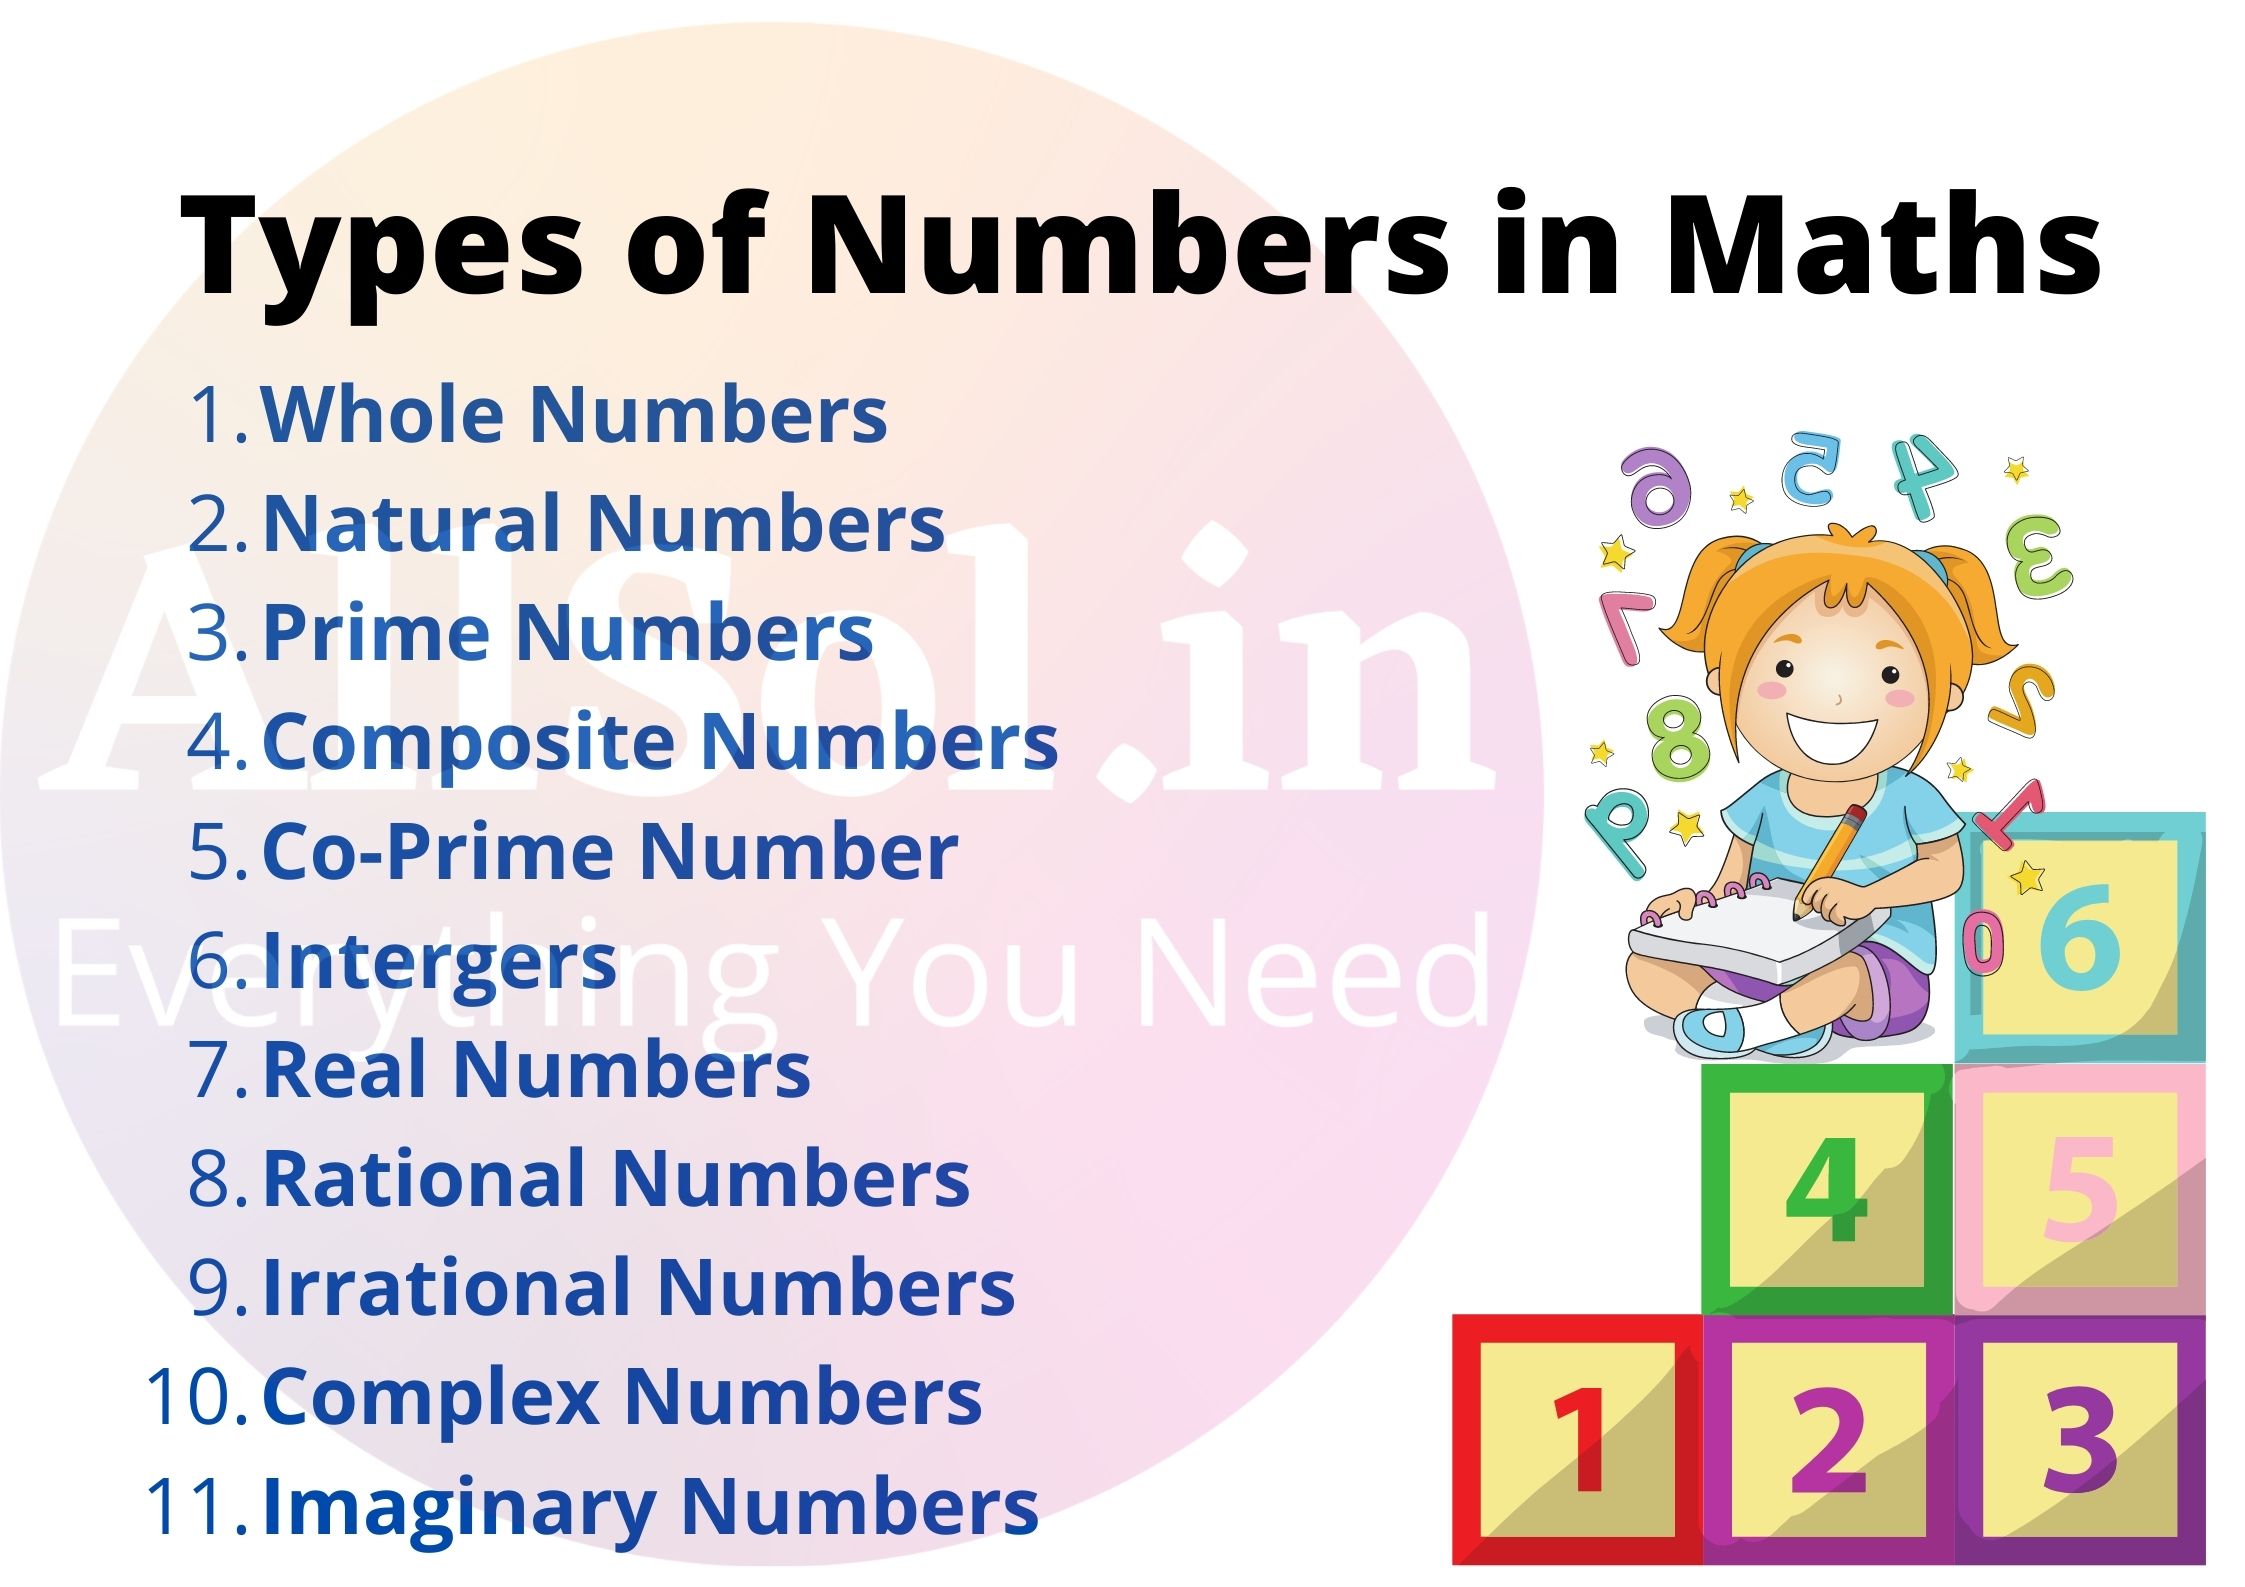 Types of Numbers in Maths
1. Whole Numbers
2. Natural Numbers
3. Prime Numbers
4. Composite Numbers
5. Co-Prime Number
6. Intergers
7. Real Numbers
8. Rational Numbers
9. Irrational Numbers
10. Complex Numbers
11. Imaginary Numbers
AllSol.in
Everything You Need
6 5 4
3
7
2
8
9 1
0
6
4 5
1 2 3